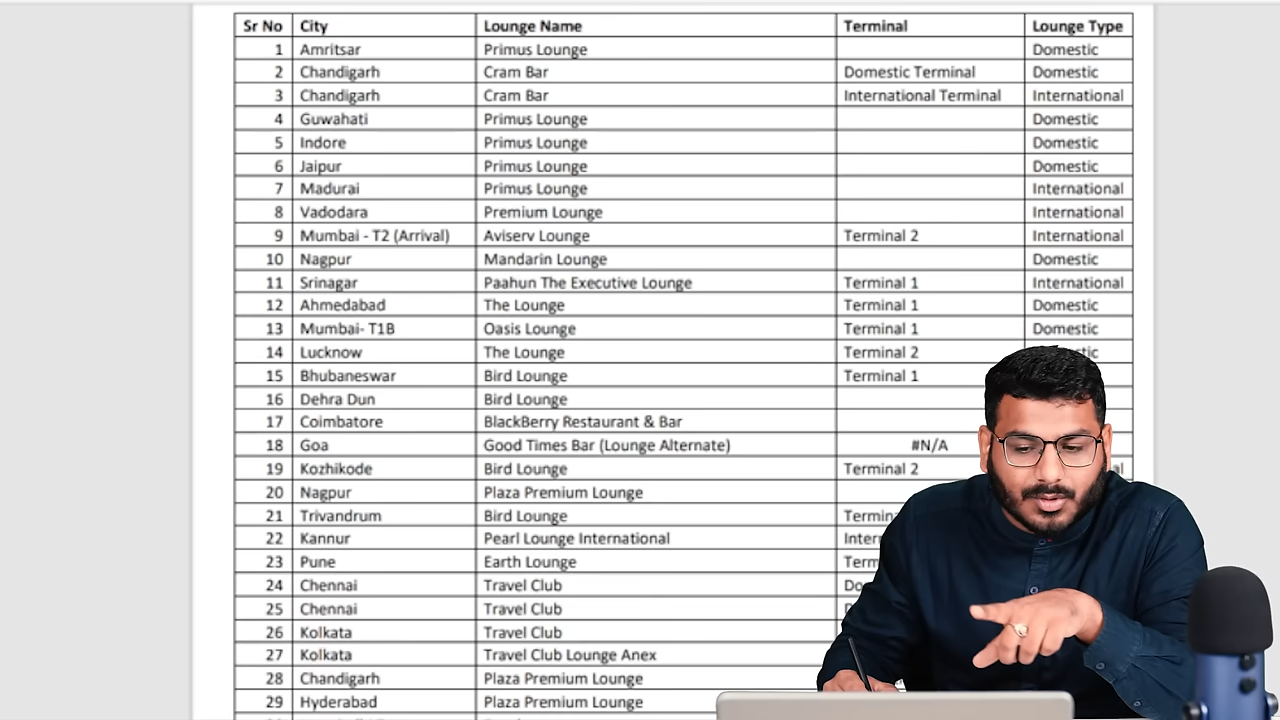 Sr No City Lounge Name Terminal Lounge Type
1 Amritsar Primus Lounge Domestic
2 Chandigarh Cram Bar Domestic Terminal Domestic
3 Chandigarh Cram Bar International Terminal International
4 Guwahati Primus Lounge Domestic
5 Indore Primus Lounge Domestic
6 Jaipur Primus Lounge Domestic
7 Madurai Primus Lounge International
8 Vadodara Premium Lounge International
9 Mumbai - T2 (Arrival) Aviserv Lounge Terminal 2 International
10 Nagpur Mandarin Lounge Domestic
11 Srinagar Paahun The Executive Lounge Terminal 1 International
12 Ahmedabad The Lounge Terminal 1 Domestic
13 Mumbai- T1B Oasis Lounge Terminal 1 Domestic
14 Lucknow The Lounge Terminal 2
15 Bhubaneswar Bird Lounge Terminal 1
16 Dehra Dun Bird Lounge
17 Coimbatore BlackBerry Restaurant & Bar
18 Goa Good Times Bar (Lounge Alternate) #N/A
19 Kozhikode Bird Lounge Terminal 2
20 Nagpur Plaza Premium Lounge
21 Trivandrum Bird Lounge
22 Kannur Pearl Lounge International
23 Pune Earth Lounge
24 Chennai Travel Club
25 Chennai Travel Club
26 Kolkata Travel Club
27 Kolkata Travel Club Lounge Anex
28 Chandigarh Plaza Premium Lounge
29 Hyderabad Plaza Premium Lounge